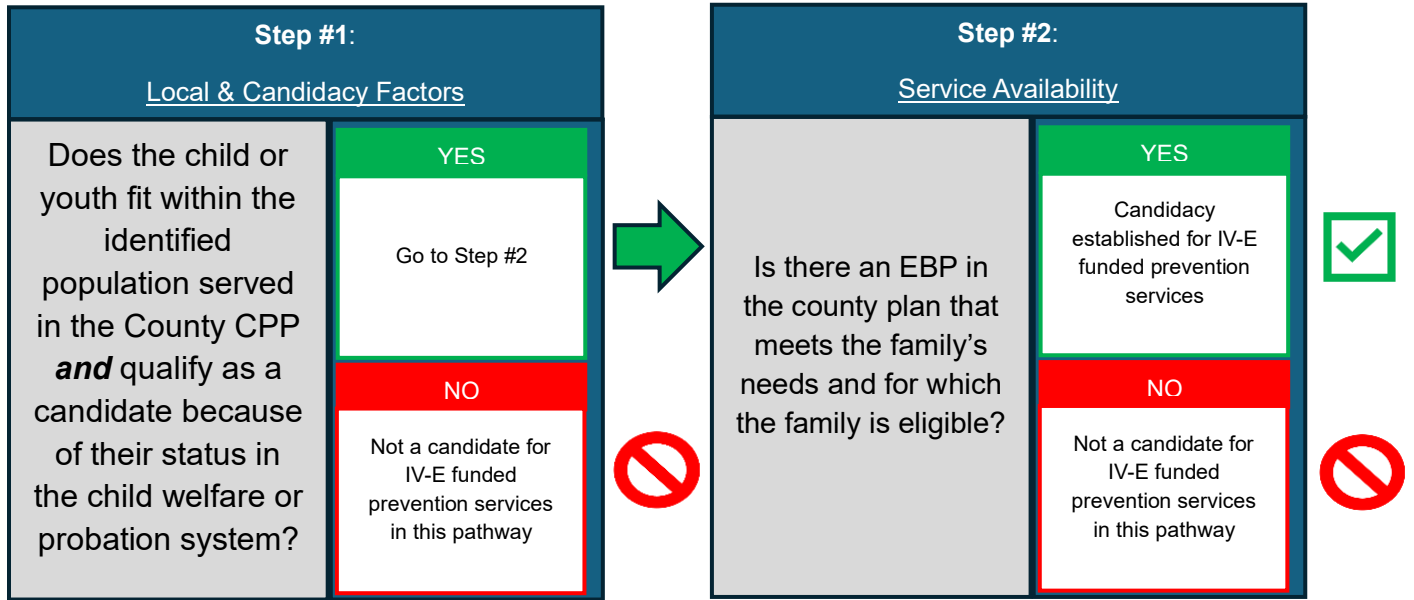 Step #1:
Local & Candidacy Factors
Does the child or
youth fit within the
identified
population served
in the County CPP
and qualify as a
candidate because
of their status in
the child welfare or
probation system?
YES
Go to Step #2
NO
Not a candidate for
IV-E funded
prevention services
in this pathway
Step #2:
Service Availability
Is there an EBP in
the county plan that
meets the family’s
needs and for which
the family is eligible?
YES
Candidacy
established for IV-E
funded prevention
services
NO
Not a candidate for
IV-E funded
prevention services
in this pathway